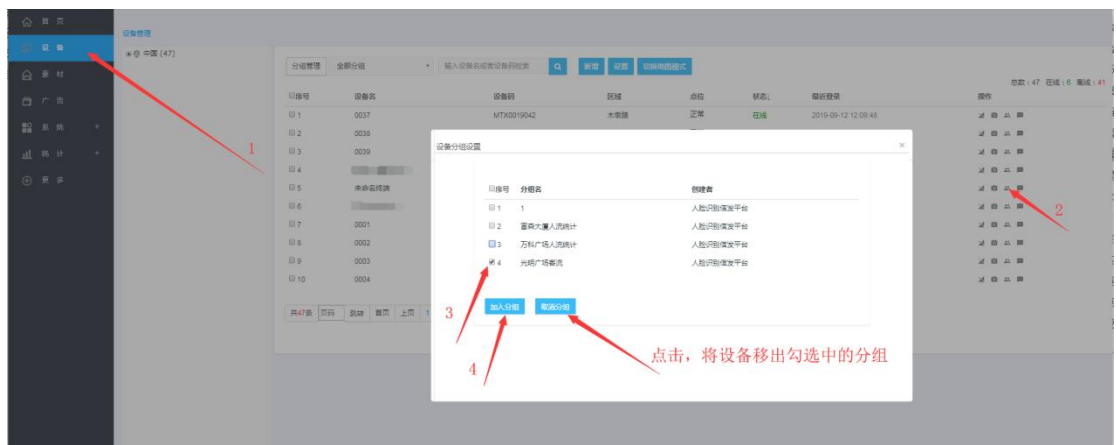 首 页
设 备
素 材
广 告
系 统 +
统 计 +
更 多
设备管理
中国 (47)
分组管理 全部分组 输入设备名或者设备码检索 新增 设置 切换地图模式
总数：47 在线：6 离线：41
序号 设备名 设备码 区域 点位 状态↓ 最近登录 操作
1 0037 MTX0019042 木墩路 正常 在线 2019-09-12 12:09:46
2 0038
3 0039
4
5 未命名终端
6
7 0001
8 0002
9 0003
10 0004
共47条 页码 跳转 首页 上页 1
设备分组设置 ×
序号 分组名 创建者
1 1 人脸识别信发平台
2 富森大厦人流统计 人脸识别信发平台
3 万科广场人流统计 人脸识别信发平台
4 光明广场客流 人脸识别信发平台
加入分组 取消分组
点击，将设备移出勾选中的分组
1
2
3
4